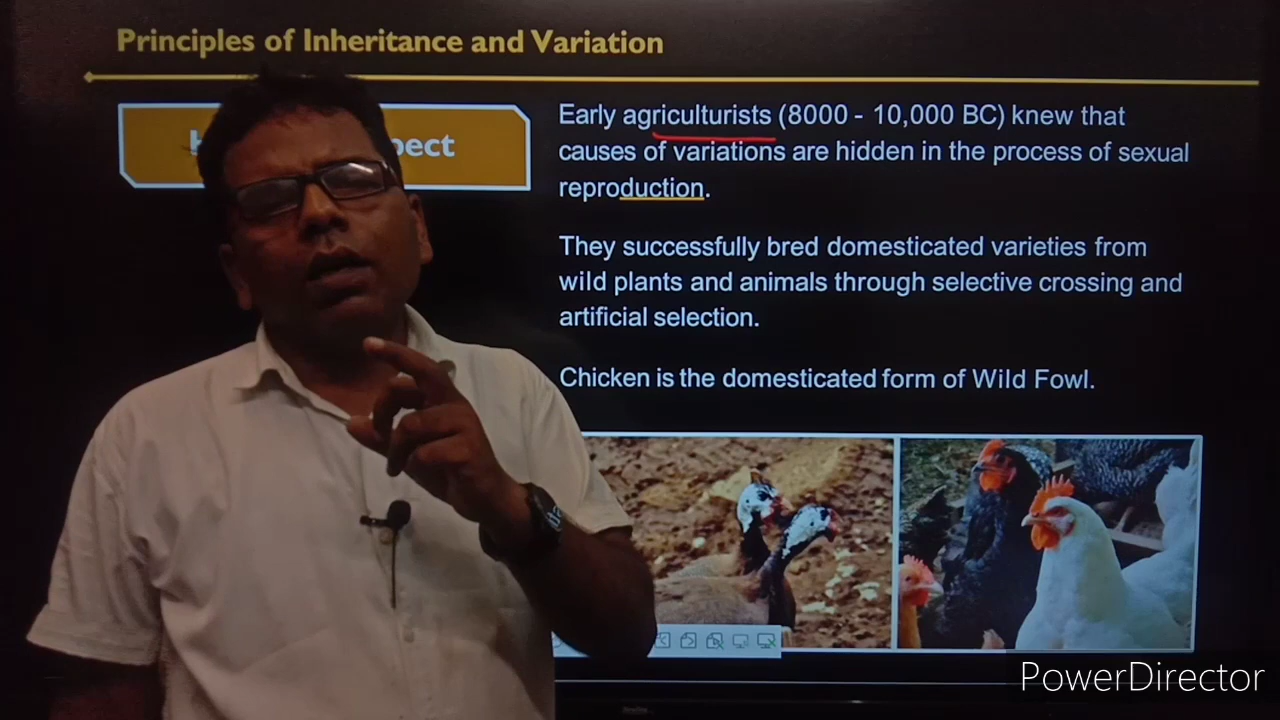 Principles of Inheritance and Variation
pect
Early agriculturists (8000 - 10,000 BC) knew that
causes of variations are hidden in the process of sexual
reproduction.
They successfully bred domesticated varieties from
wild plants and animals through selective crossing and
artificial selection.
Chicken is the domesticated form of Wild Fowl.
PowerDirector